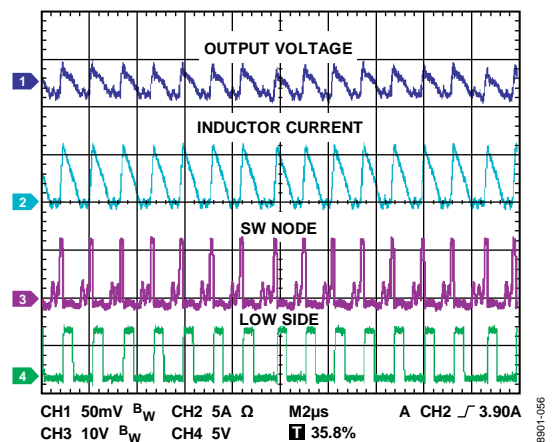 OUTPUT VOLTAGE
1
INDUCTOR CURRENT
2
SW NODE
3
LOW SIDE
4
CH1 50mV BW CH2 5A Ω M2µs A CH2 3.90A
CH3 10V BW CH4 5V T 35.8%
8901-056